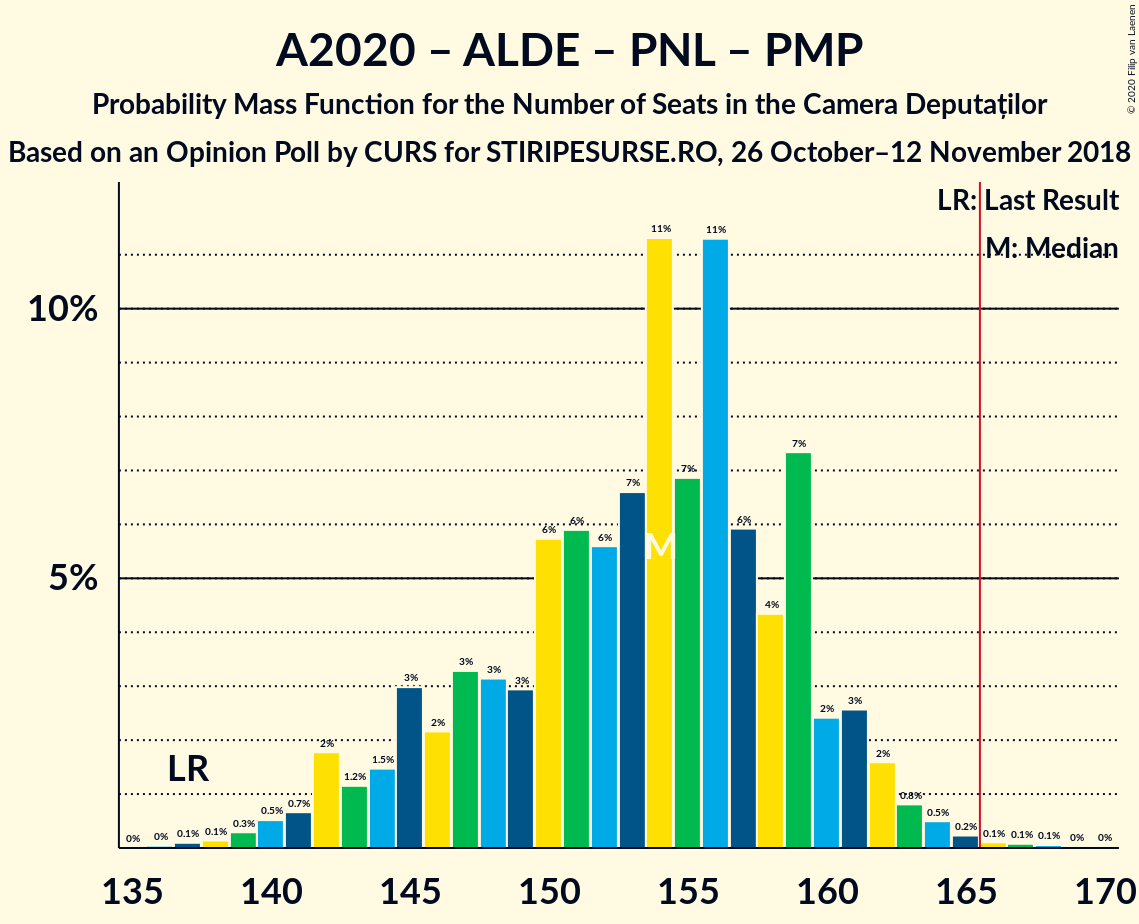 A2020 – ALDE – PNL – PMP
Probability Mass Function for the Number of Seats in the Camera Deputaților
Based on an Opinion Poll by CURS for STIRIPESURSE.RO, 26 October–12 November 2018
© 2020 Filip van Laenen
LR: Last Result
M: Median
10%
5%
0% 0% 0.1% 0.1% 0.3% 0.5% 0.7% 2% 1.2% 1.5% 3% 2% 3% 3% 3% 6% 6% 6% 7% 11% 7% 11% 6% 4% 7% 2% 3% 2% 0.8% 0.5% 0.2% 0.1% 0.1% 0.1% 0% 0%
M
LR
135 140 145 150 155 160 165 170